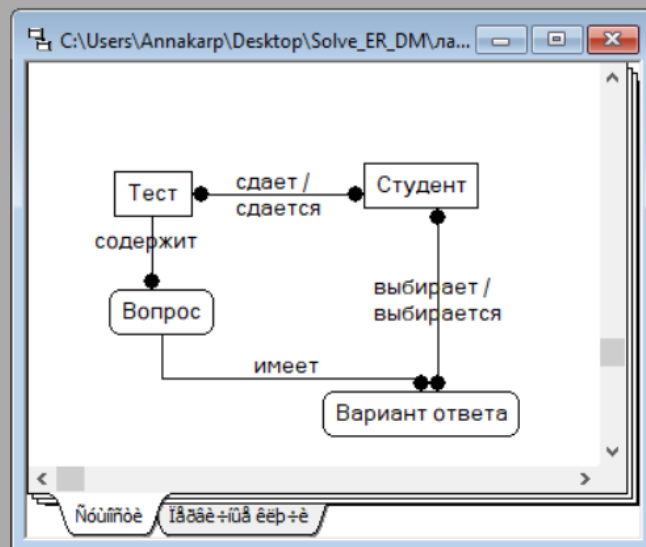 C:\Users\Annakarp\Desktop\Solve_ER_DM\ла...
Тест
сдает /
сдается
Студент
содержит
Вопрос
выбирает /
выбирается
имеет
Вариант ответа
Ñóùíîñòè
Ïåðâè÷íûå êëþ÷è